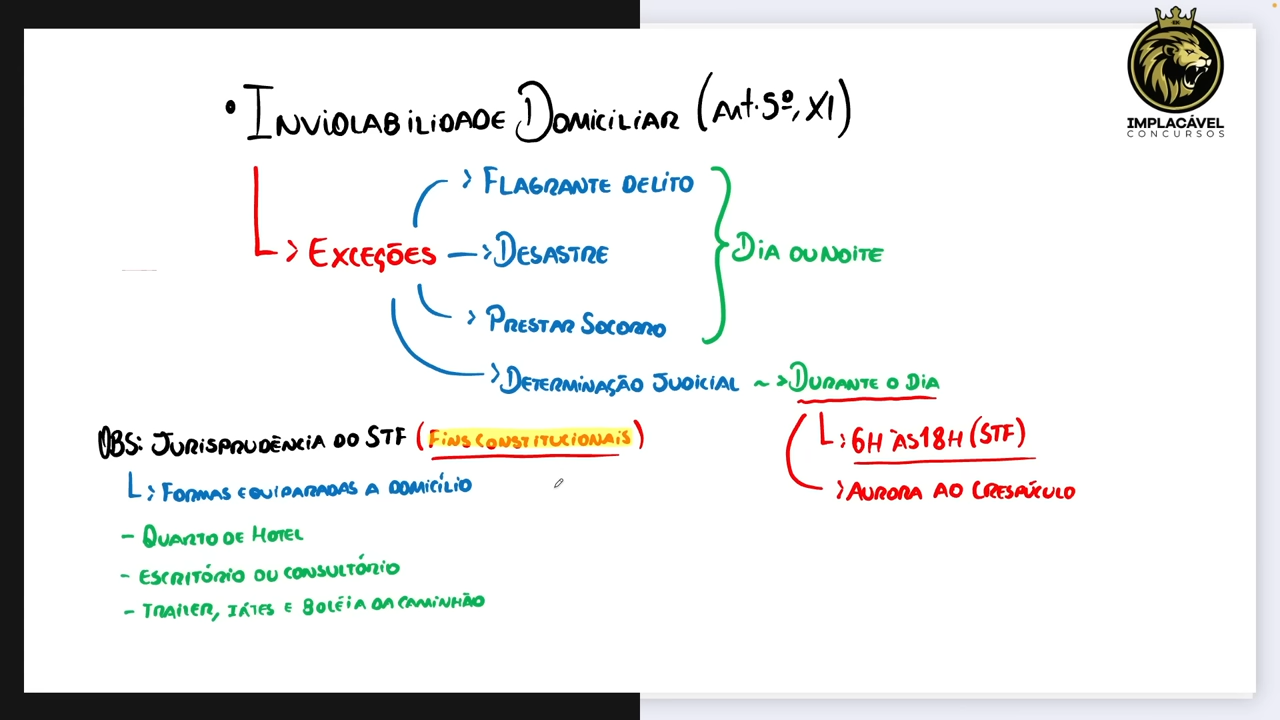 IMPLACÁVEL
CONCURSOS
• INVIOLABILIDADE DOMICILIAR (Art. 5º, XI)
> FLAGRANTE DELITO
> EXCEÇÕES
> DESASTRE
DIA OU NOITE
> PRESTAR SOCORRO
> DETERMINAÇÃO JUDICIAL ~> DURANTE O DIA
OBS: JURISPRUDÊNCIA DO STF (FINS CONSTITUCIONAIS)
> 6H ÀS 18H (STF)
> FORMAS EQUIPARADAS A DOMICÍLIO
> AURORA AO CRESPÚCULO
- QUARTO DE HOTEL
- ESCRITÓRIO OU CONSULTÓRIO
- TRAILER, IATES E BOLÉIA DA CAMINHÃO